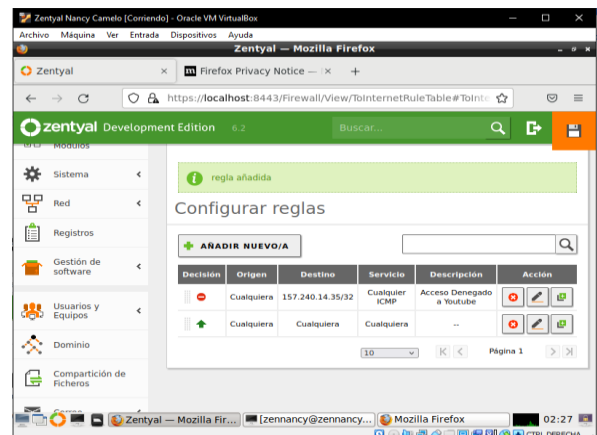 Zentyal Nancy Camelo [Corriendo] - Oracle VM VirtualBox
Archivo Máquina Ver Entrada Dispositivos Ayuda
Zentyal — Mozilla Firefox
Zentyal × m Firefox Privacy Notice — × +
https://localhost:8443/Firewall/View/ToInternetRuleTable#ToInte
zentyal Development Edition 6.2 Buscar...
Módulos
Sistema
Red
Registros
Gestión de
software
Usuarios y
Equipos
Dominio
Compartición de
Ficheros
regla añadida
Configurar reglas
+ AÑADIR NUEVO/A
Decisión Origen Destino Servicio Descripción Acción
Cualquiera 157.240.14.35/32 Cualquier ICMP Acceso Denegado a Youtube
Cualquiera Cualquiera Cualquiera --
10 Página 1
Zentyal — Mozilla Fir... [zennancy@zennancy... Mozilla Firefox 02:27
CTRL DERECHA